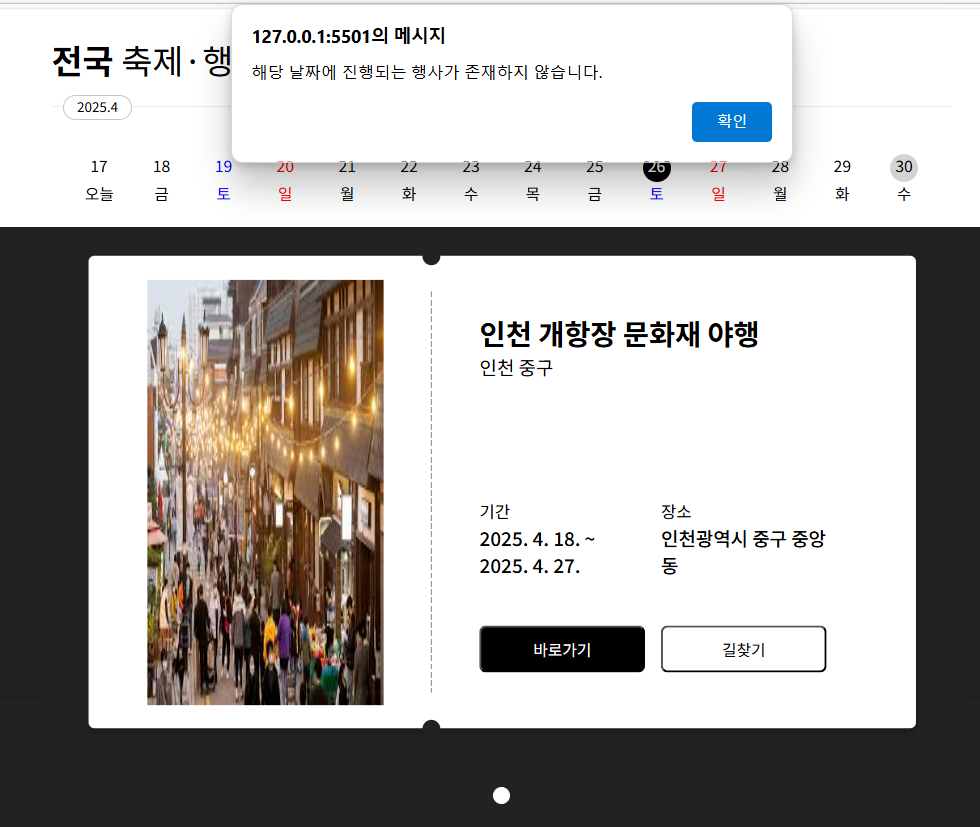 127.0.0.1:5501의 메시지
해당 날짜에 진행되는 행사가 존재하지 않습니다.
확인
전국 축제·행
2025.4
17 18 19 20 21 22 23 24 25 26 27 28 29 30
오늘 금 토 일 월 화 수 목 금 토 일 월 화 수
인천 개항장 문화재 야행
인천 중구
기간 장소
2025. 4. 18. ~ 인천광역시 중구 중앙
2025. 4. 27. 동
바로가기 길찾기